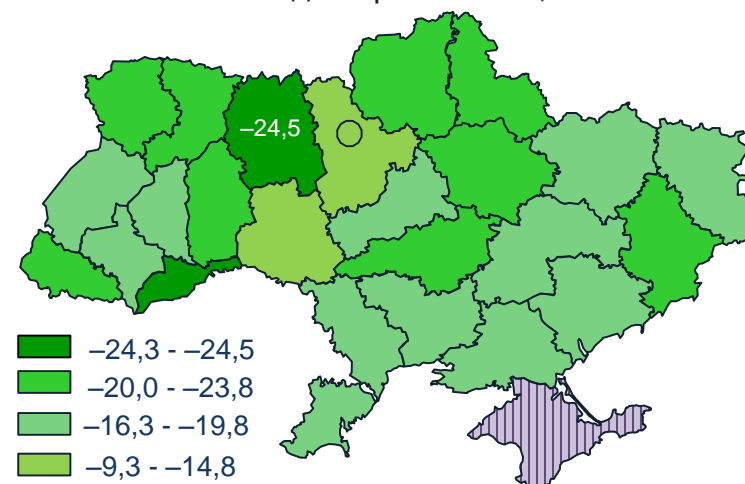 –24,5
–24,3 - –24,5
–20,0 - –23,8
–16,3 - –19,8
–9,3 - –14,8